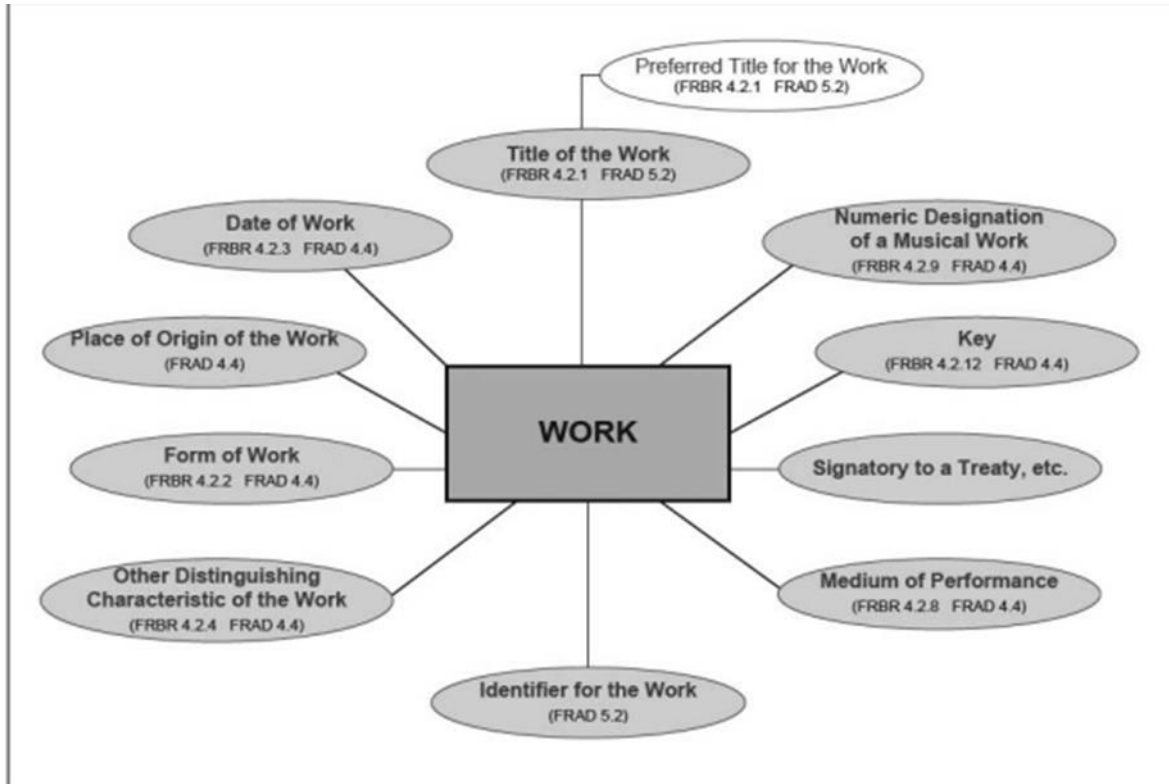 Preferred Title for the Work
(FRBR 4.2.1 FRAD 5.2)
Title of the Work
(FRBR 4.2.1 FRAD 5.2)
Date of Work
(FRBR 4.2.3 FRAD 4.4)
Numeric Designation
of a Musical Work
(FRBR 4.2.9 FRAD 4.4)
Place of Origin of the Work
(FRAD 4.4)
Key
(FRBR 4.2.12 FRAD 4.4)
WORK
Form of Work
(FRBR 4.2.2 FRAD 4.4)
Signatory to a Treaty, etc.
Other Distinguishing
Characteristic of the Work
(FRBR 4.2.4 FRAD 4.4)
Medium of Performance
(FRBR 4.2.8 FRAD 4.4)
Identifier for the Work
(FRAD 5.2)